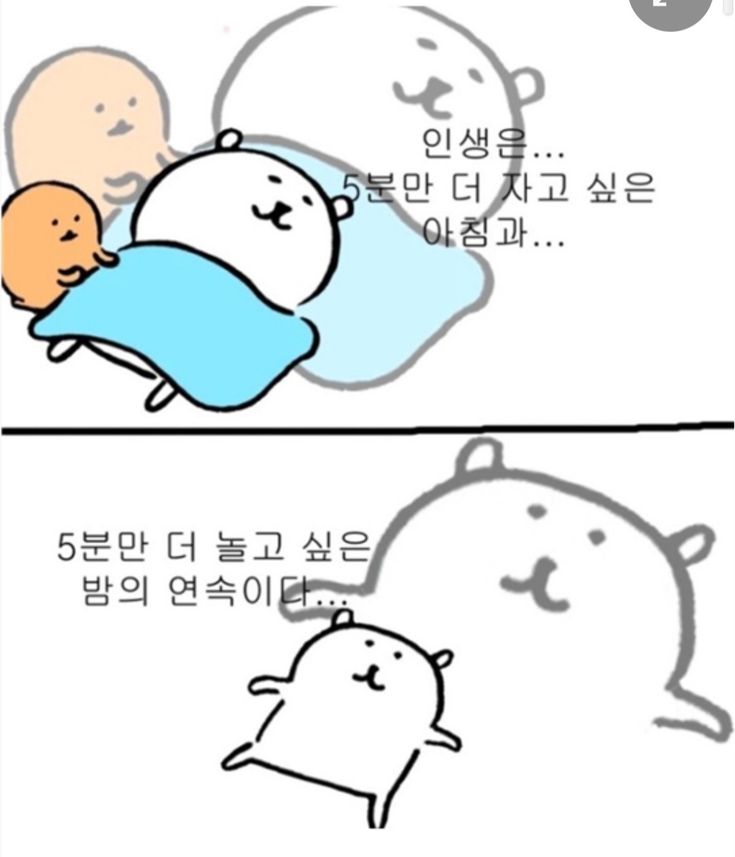 인생은...
5분만 더 자고 싶은
아침과...
5분만 더 놀고 싶은
밤의 연속이다...